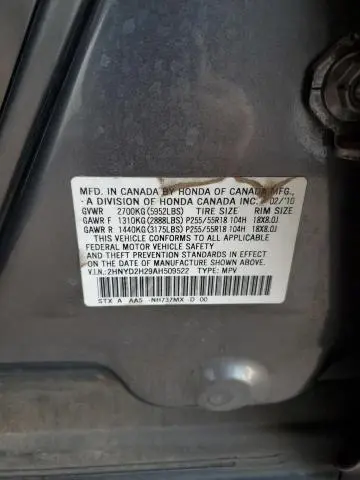 MFD. IN CANADA BY HONDA OF CANADA MFG.,
A DIVISION OF HONDA CANADA INC. 02/'10
GVWR 2700KG(5952LBS) TIRE SIZE RIM SIZE
GAWR F 1310KG(2888LBS) P255/55R18 104H 18X8.0J
GAWR R 1440KG(3175LBS) P255/55R18 104H 18X8.0J
THIS VEHICLE CONFORMS TO ALL APPLICABLE
FEDERAL MOTOR VEHICLE SAFETY
AND THEFT PREVENTION STANDARDS IN EFFECT
ON THE DATE OF MANUFACTURE SHOWN ABOVE.
V.I.N.:2HNYD2H29AH509522 TYPE: MPV
STX A AA5 -NH737MX -D 00